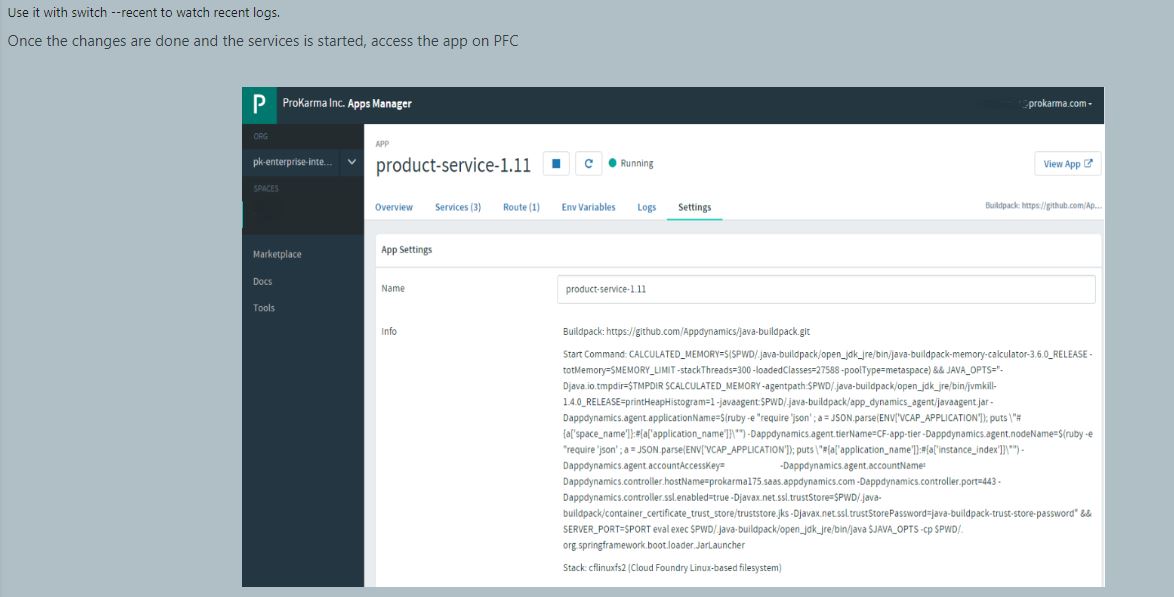 Use it with switch --recent to watch recent logs.
Once the changes are done and the services is started, access the app on PFC
P
ProKarma Inc. Apps Manager
prokarma.com
ORG
pk-enterprise-inte...
SPACES
Marketplace
Docs
Tools
APP
product-service-1.11
Running
View App
Overview Services (3) Route (1) Env Variables Logs Settings
Buildpack: https://github.com/Ap...
App Settings
Name
product-service-1.11
Info
Buildpack: https://github.com/Appdynamics/java-buildpack.git
Start Command: CALCULATED_MEMORY=$($PWD/.java-buildpack/open_jdk_jre/bin/java-buildpack-memory-calculator-3.6.0_RELEASE -
totMemory=$MEMORY_LIMIT -stackThreads=300 -loadedClasses=27588 -poolType=metaspace) && JAVA_OPTS="-
Djava.io.tmpdir=$TMPDIR $CALCULATED_MEMORY -agentpath:$PWD/.java-buildpack/open_jdk_jre/bin/jvmkill-
1.4.0_RELEASE=printHeapHistogram=1 -javaagent:$PWD/.java-buildpack/app_dynamics_agent/javaagent.jar -
Dappdynamics.agent.applicationName=$(ruby -e "require 'json' ; a = JSON.parse(ENV['VCAP_APPLICATION']); puts \"#
{a['space_name']}:#{a['application_name']}\"") -Dappdynamics.agent.tierName=CF-app-tier -Dappdynamics.agent.nodeName=$(ruby -e
"require 'json' ; a = JSON.parse(ENV['VCAP_APPLICATION']); puts \"#{a['application_name']}:#{a['instance_index']}\"") -
Dappdynamics.agent.accountAccessKey= -Dappdynamics.agent.accountName=
Dappdynamics.controller.hostName=prokarma175.saas.appdynamics.com -Dappdynamics.controller.port=443 -
Dappdynamics.controller.ssl.enabled=true -Djavax.net.ssl.trustStore=$PWD/.java-
buildpack/container_certificate_trust_store/truststore.jks -Djavax.net.ssl.trustStorePassword=java-buildpack-trust-store-password" &&
SERVER_PORT=$PORT eval exec $PWD/.java-buildpack/open_jdk_jre/bin/java $JAVA_OPTS -cp $PWD/.
org.springframework.boot.loader.JarLauncher
Stack: cflinuxfs2 (Cloud Foundry Linux-based filesystem)